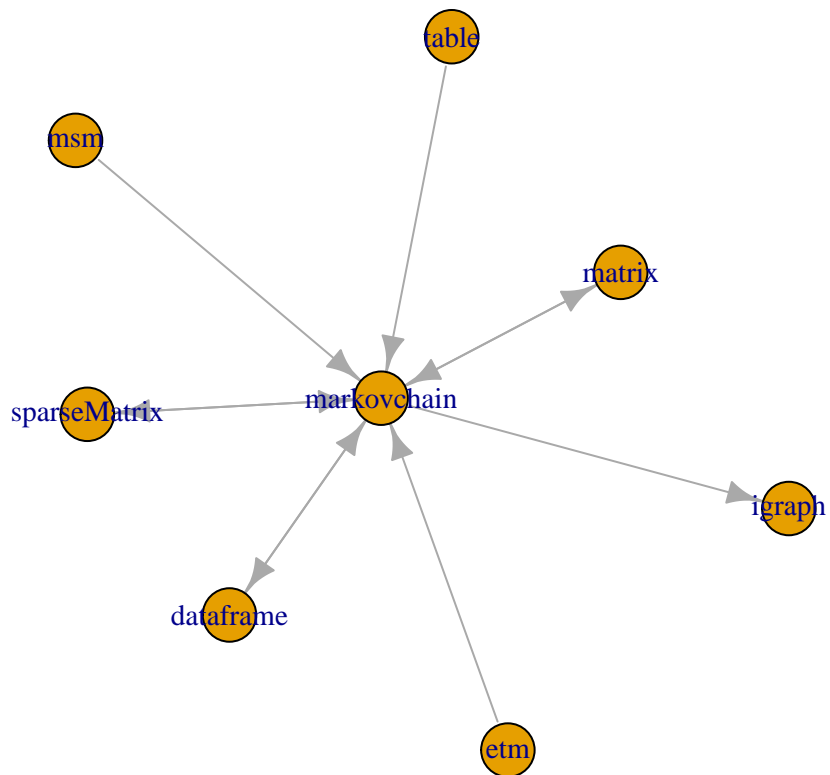 table
msm
matrix
markovchain
sparseMatrix
igraph
dataframe
etm